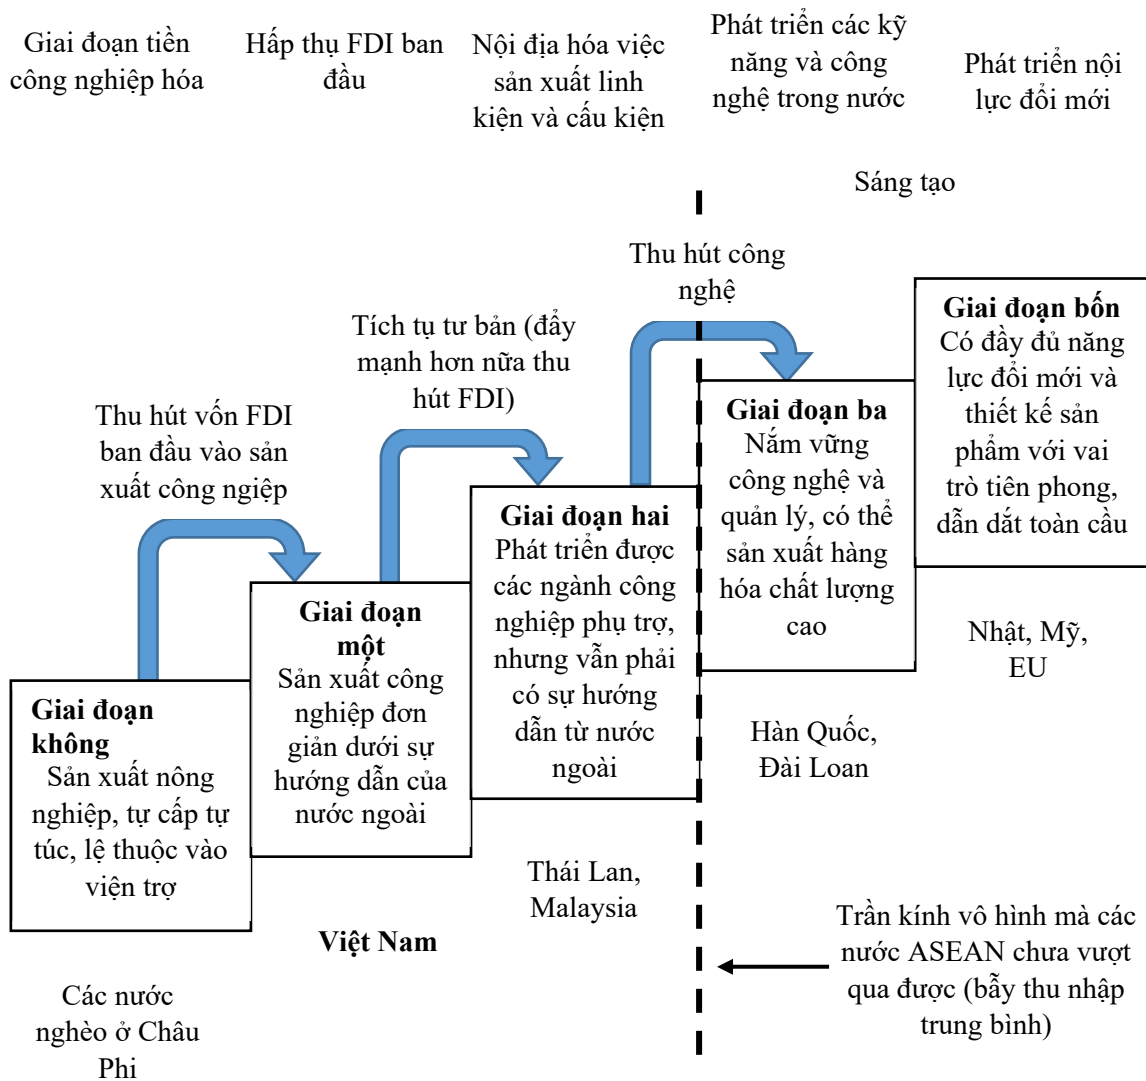 Giai đoạn tiền
công nghiệp hóa
Hấp thụ FDI ban
đầu
Nội địa hóa việc
sản xuất linh
kiện và cấu kiện
Phát triển các kỹ
năng và công
nghệ trong nước
Phát triển nội
lực đổi mới
Sáng tạo
Thu hút công
nghệ
Tích tụ tư bản (đẩy
mạnh hơn nữa thu
hút FDI)
Thu hút vốn FDI
ban đầu vào sản
xuất công ngiệp
Giai đoạn bốn
Có đầy đủ năng
lực đổi mới và
thiết kế sản
phẩm với vai
trò tiên phong,
dẫn dắt toàn cầu
Giai đoạn ba
Nắm vững
công nghệ và
quản lý, có thể
sản xuất hàng
hóa chất lượng
cao
Giai đoạn hai
Phát triển được
các ngành công
nghiệp phụ trợ,
nhưng vẫn phải
có sự hướng
dẫn từ nước
ngoài
Giai đoạn
một
Sản xuất công
nghiệp đơn
giản dưới sự
hướng dẫn của
nước ngoài
Giai đoạn
không
Sản xuất nông
nghiệp, tự cấp tự
túc, lệ thuộc vào
viện trợ
Nhật, Mỹ,
EU
Hàn Quốc,
Đài Loan
Thái Lan,
Malaysia
Việt Nam
Các nước
nghèo ở Châu
Phi
Trần kính vô hình mà các
nước ASEAN chưa vượt
qua được (bẫy thu nhập
trung bình)